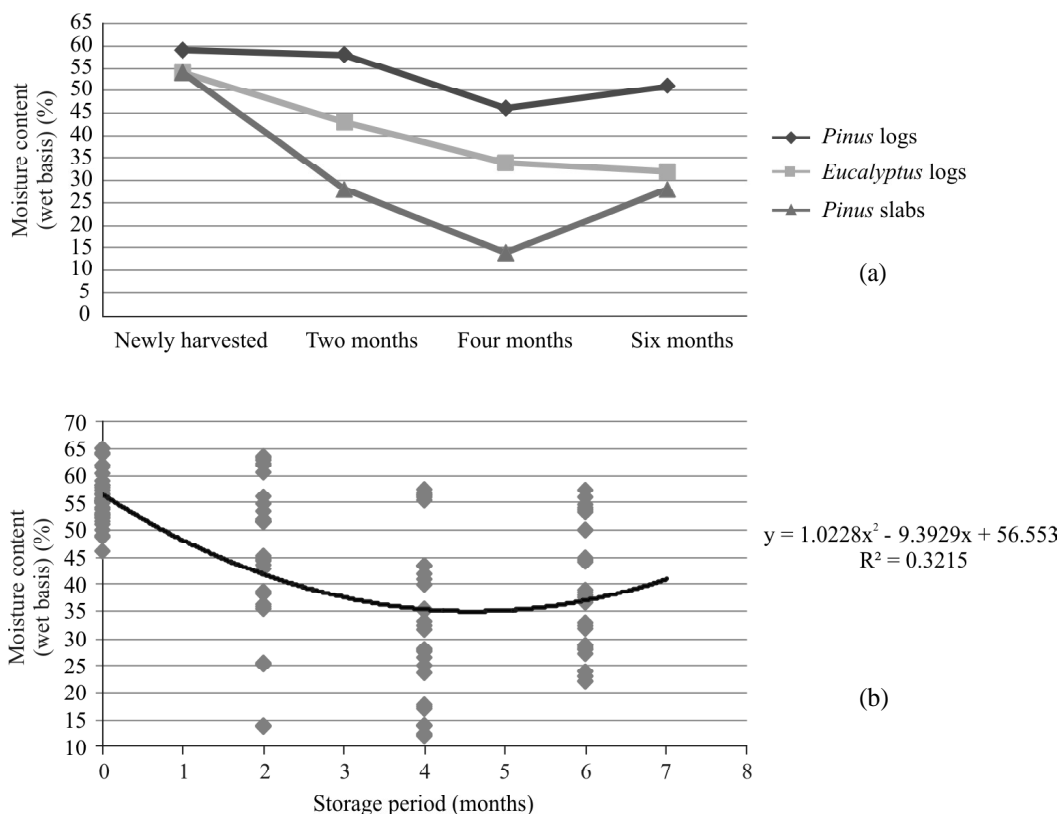 65
60
55
50
45
40
35
30
25
20
15
10
5
0
Moisture content
(wet basis) (%)
Newly harvested
Two months
Four months
Six months
Pinus logs
Eucalyptus logs
Pinus slabs
(a)
70
65
60
55
50
45
40
35
30
25
20
15
10
Moisture content
(wet basis) (%)
0 1 2 3 4 5 6 7 8
Storage period (months)
y = 1.0228x² - 9.3929x + 56.553
R² = 0.3215
(b)